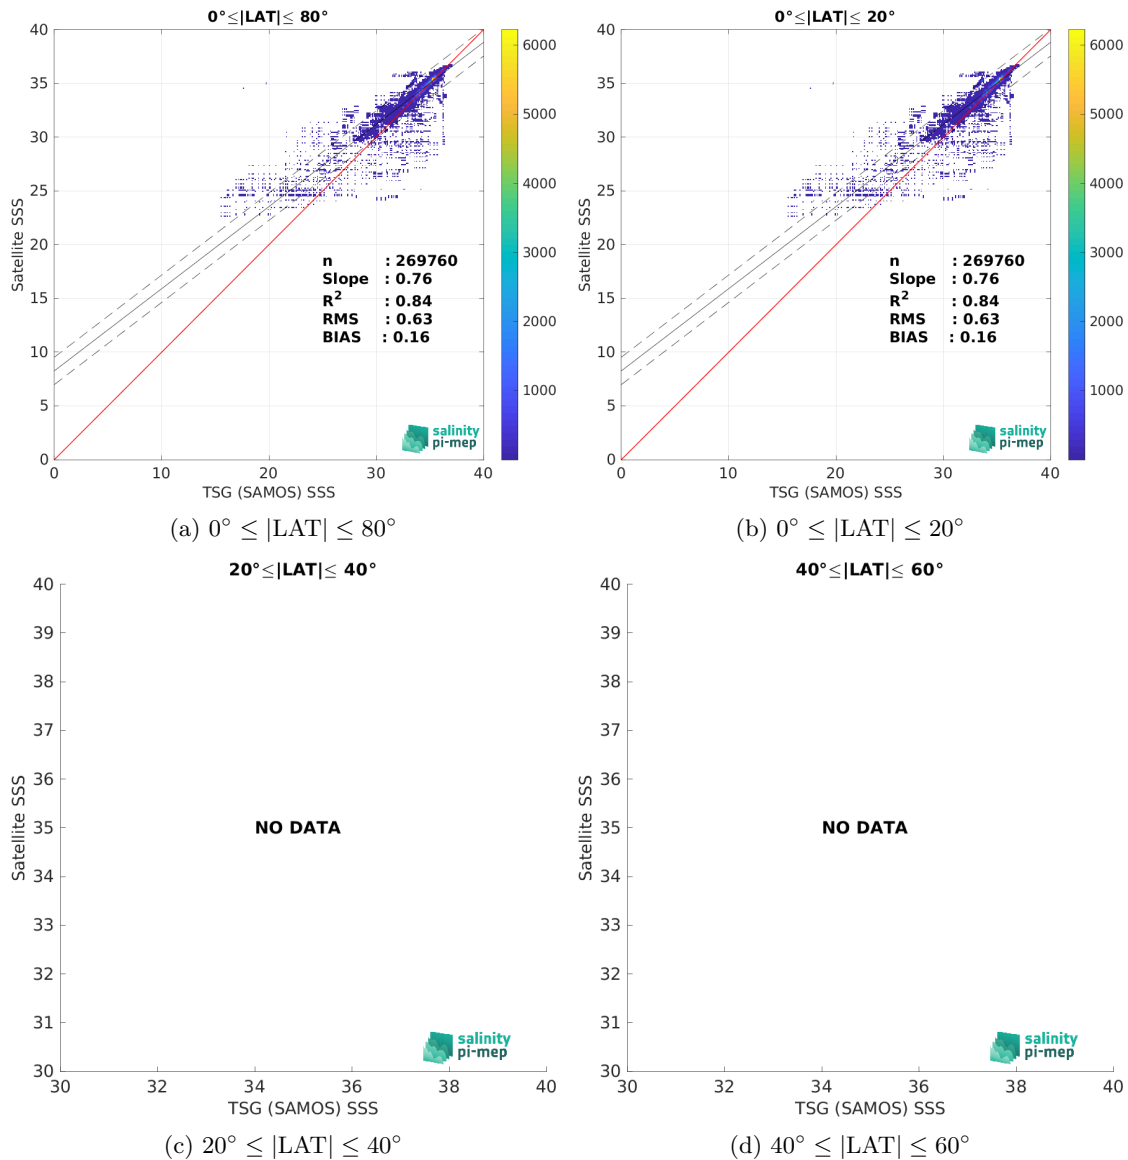 0°≤|LAT|≤ 80°
40
35
30
25
20
15
10
5
0
Satellite SSS
0
10
20
30
40
TSG (SAMOS) SSS
6000
5000
4000
3000
2000
1000
n : 269760
Slope : 0.76
R² : 0.84
RMS : 0.63
BIAS : 0.16
salinity
pi-mep
(a) 0° ≤ |LAT| ≤ 80°
0°≤|LAT|≤ 20°
40
35
30
25
20
15
10
5
0
Satellite SSS
0
10
20
30
40
TSG (SAMOS) SSS
6000
5000
4000
3000
2000
1000
n : 269760
Slope : 0.76
R² : 0.84
RMS : 0.63
BIAS : 0.16
salinity
pi-mep
(b) 0° ≤ |LAT| ≤ 20°
20°≤|LAT|≤ 40°
40
39
38
37
36
35
34
33
32
31
30
Satellite SSS
NO DATA
salinity
pi-mep
30
32
34
36
38
40
TSG (SAMOS) SSS
(c) 20° ≤ |LAT| ≤ 40°
40°≤|LAT|≤ 60°
40
39
38
37
36
35
34
33
32
31
30
Satellite SSS
NO DATA
salinity
pi-mep
30
32
34
36
38
40
TSG (SAMOS) SSS
(d) 40° ≤ |LAT| ≤ 60°